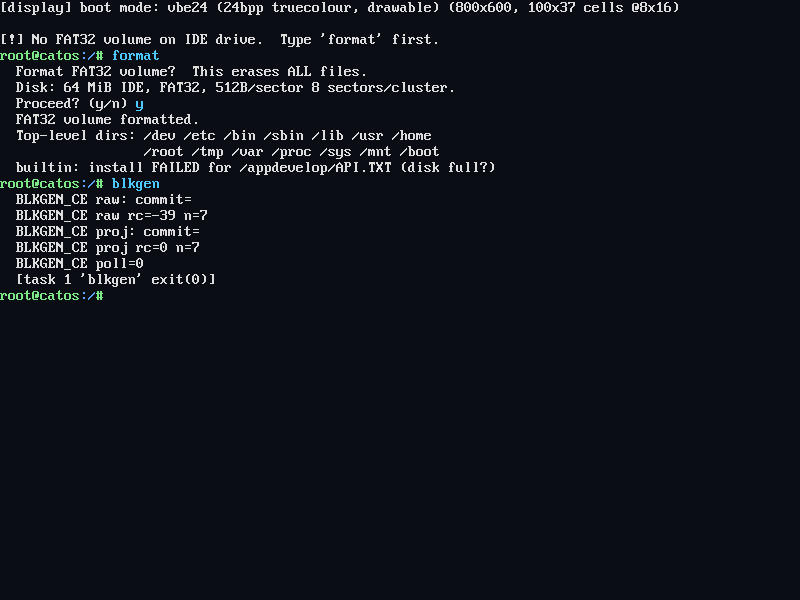 [display] boot mode: vbe24 (24bpp truecolour, drawable) (800x600, 100x37 cells @8x16)
[!] No FAT32 volume on IDE drive.  Type 'format' first.
root@catos:/# format
  Format FAT32 volume?  This erases ALL files.
  Disk: 64 MiB IDE, FAT32, 512B/sector 8 sectors/cluster.
  Proceed? (y/n) y
  FAT32 volume formatted.
  Top-level dirs: /dev /etc /bin /sbin /lib /usr /home
                  /root /tmp /var /proc /sys /mnt /boot
  builtin: install FAILED for /appdevelop/API.TXT (disk full?)
root@catos:/# blkgen
  BLKGEN_CE raw: commit=
  BLKGEN_CE raw rc=-39 n=7
  BLKGEN_CE proj: commit=
  BLKGEN_CE proj rc=0 n=7
  BLKGEN_CE poll=0
  [task 1 'blkgen' exit(0)]
root@catos:/#